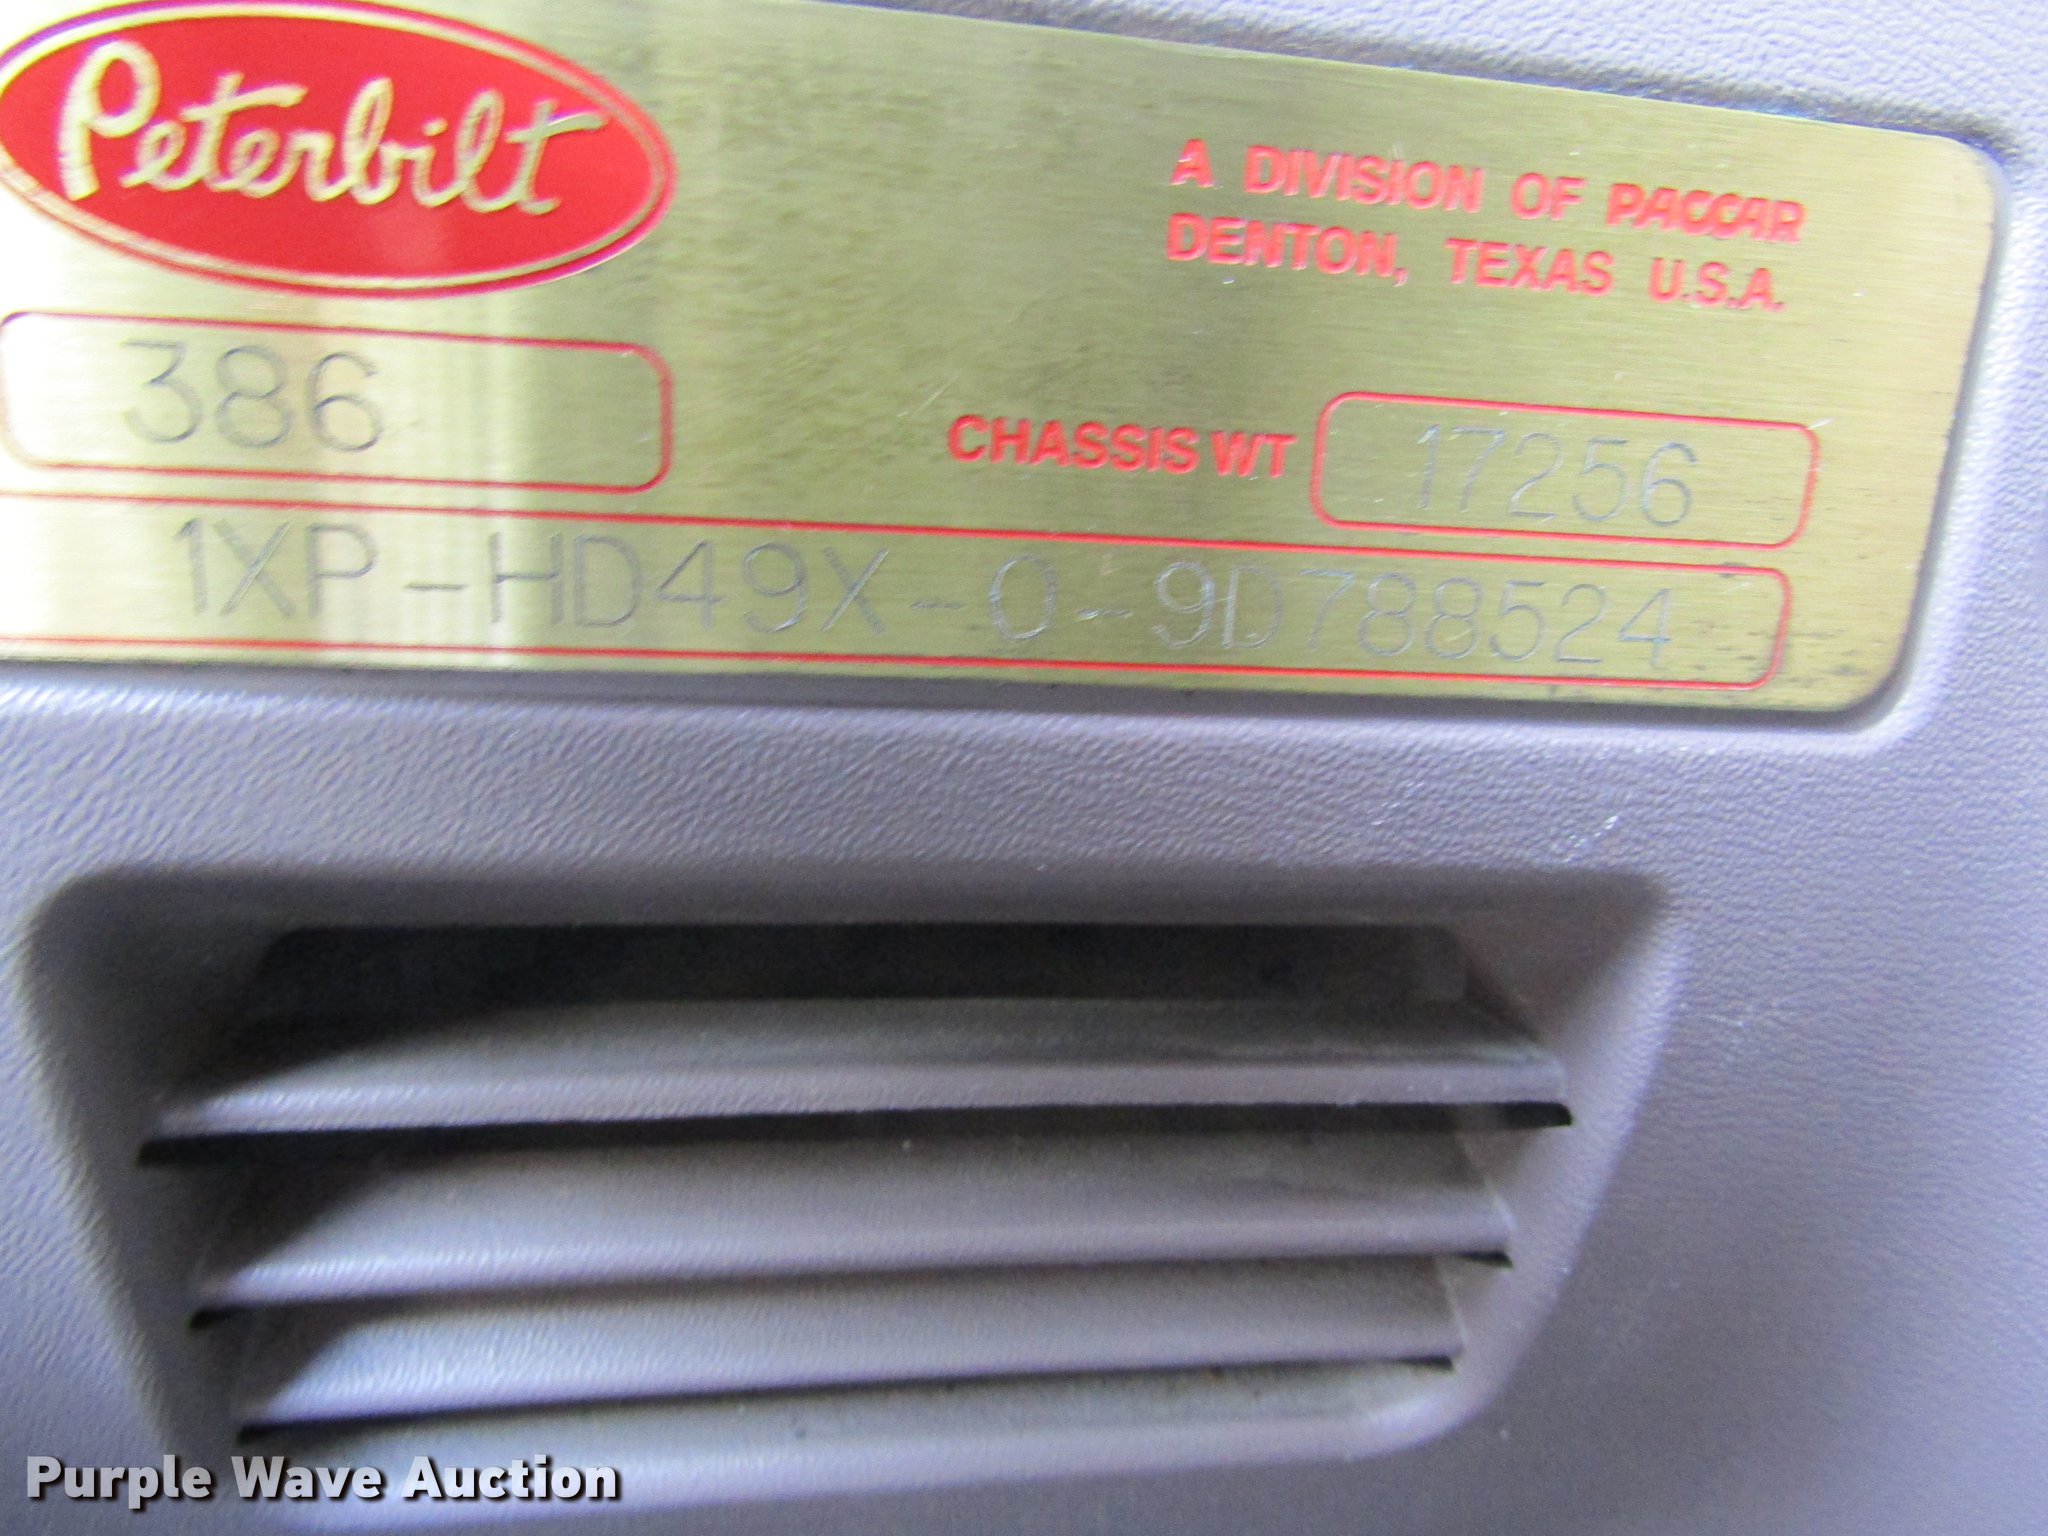 Peterbilt
A DIVISION OF PACCAR
DENTON, TEXAS U.S.A.
386
CHASSIS WT 17256
1XP-HD49X-0-9D788524
Purple Wave Auction